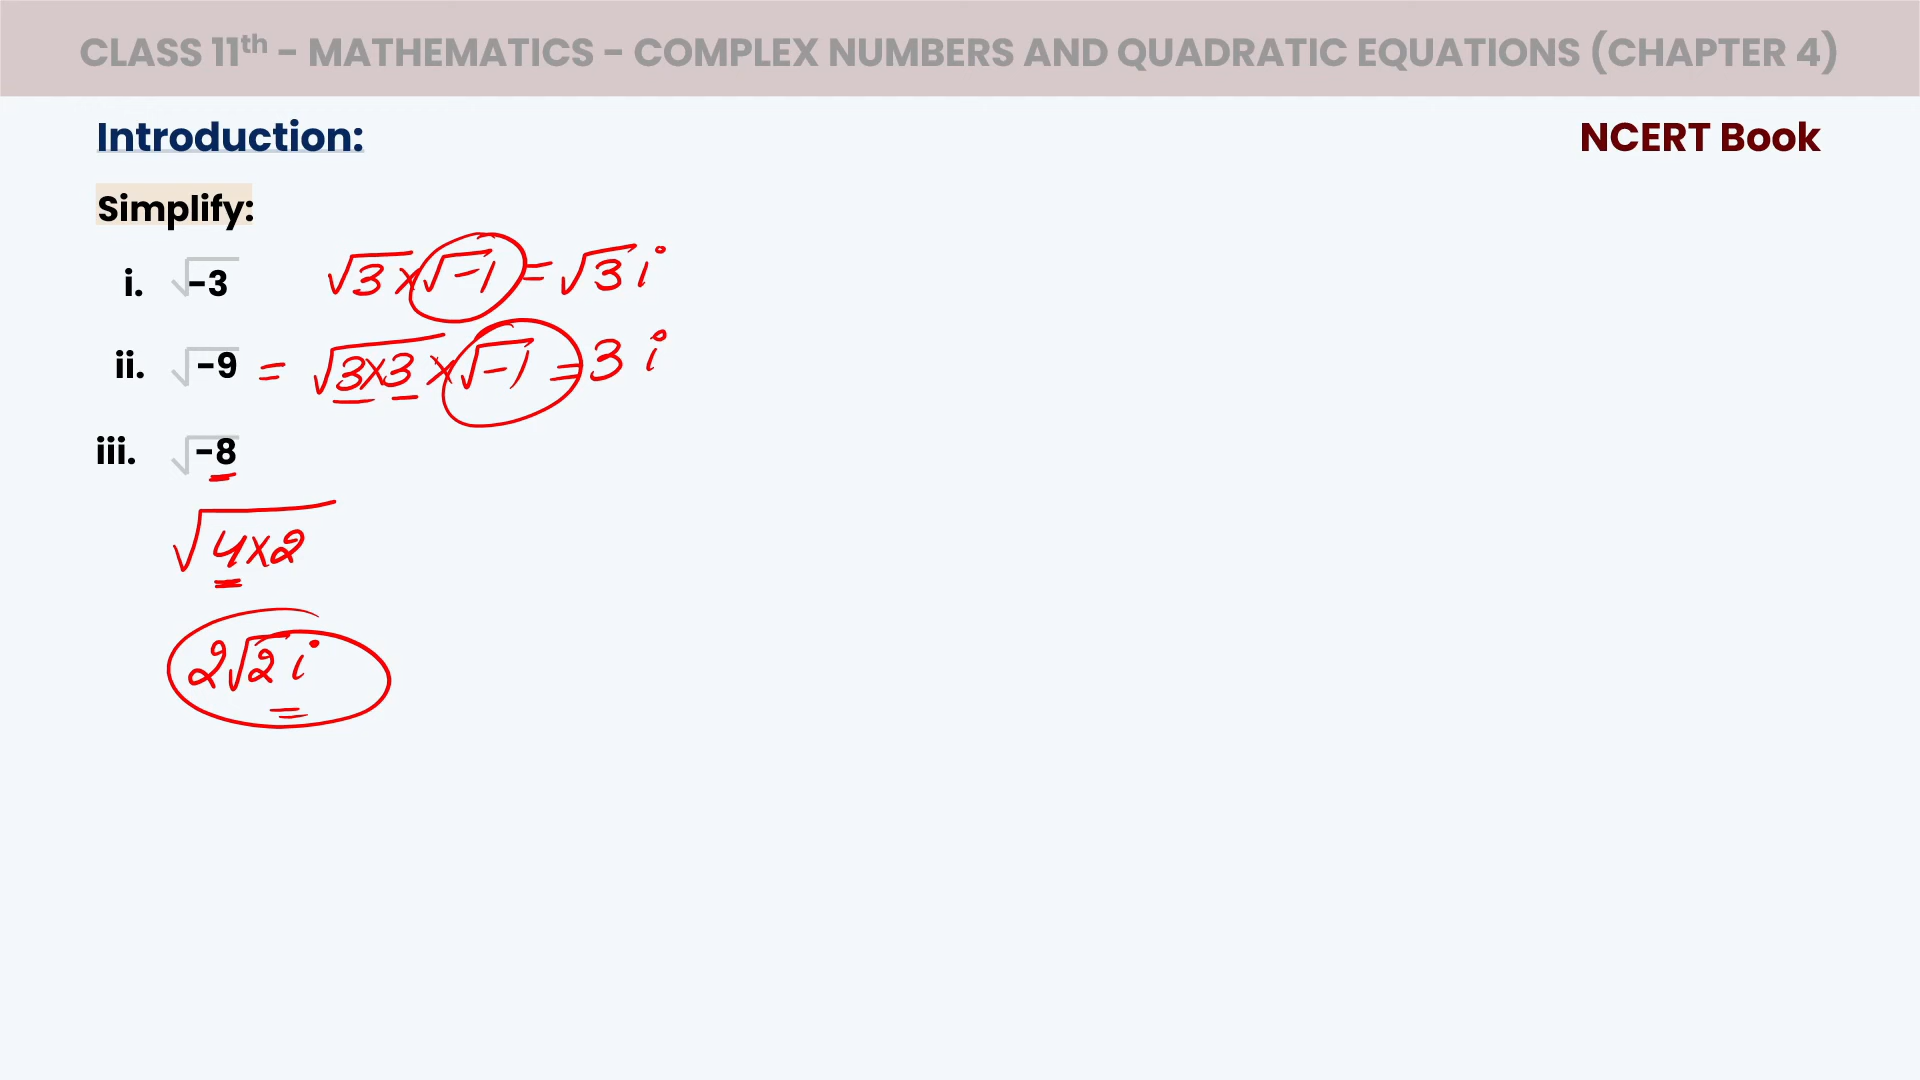 CLASS 11th - MATHEMATICS - COMPLEX NUMBERS AND QUADRATIC EQUATIONS (CHAPTER 4)
Introduction:
NCERT Book
Simplify:
i. √-3 √3 × √-1 = √3 i
ii. √-9 = √3×3 × √-1 = 3 i
iii. √-8
√4×2
2√2 i